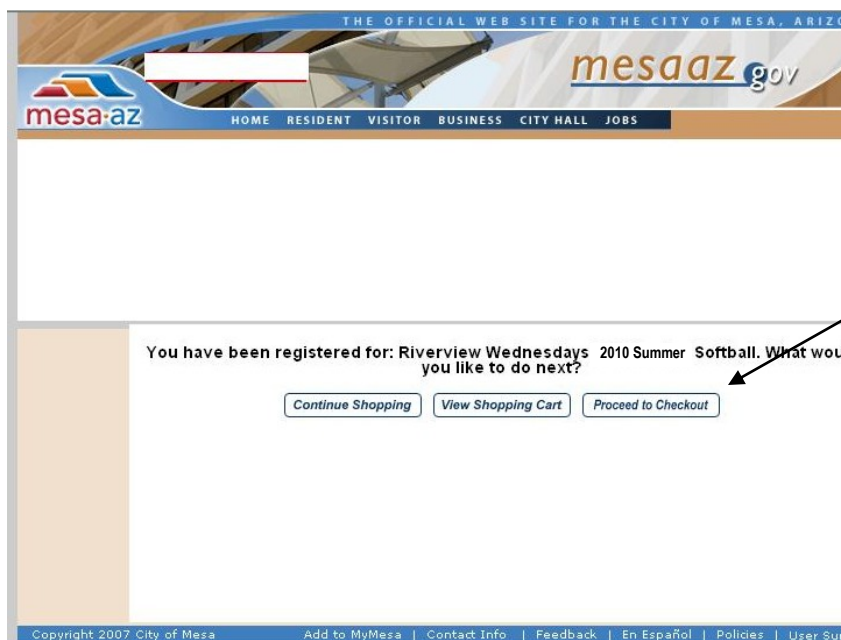 THE OFFICIAL WEB SITE FOR THE CITY OF MESA,
mesaaz gov
mesa·az
HOME RESIDENT VISITOR BUSINESS CITY HALL JOBS
You have been registered for: Riverview Wednesdays 2010 Summer Softball. What wou
you like to do next?
Continue Shopping View Shopping Cart Proceed to Checkout
Copyright 2007 City of Mesa Add to MyMesa | Contact Info | Feedback | En Español | Policies | User Su